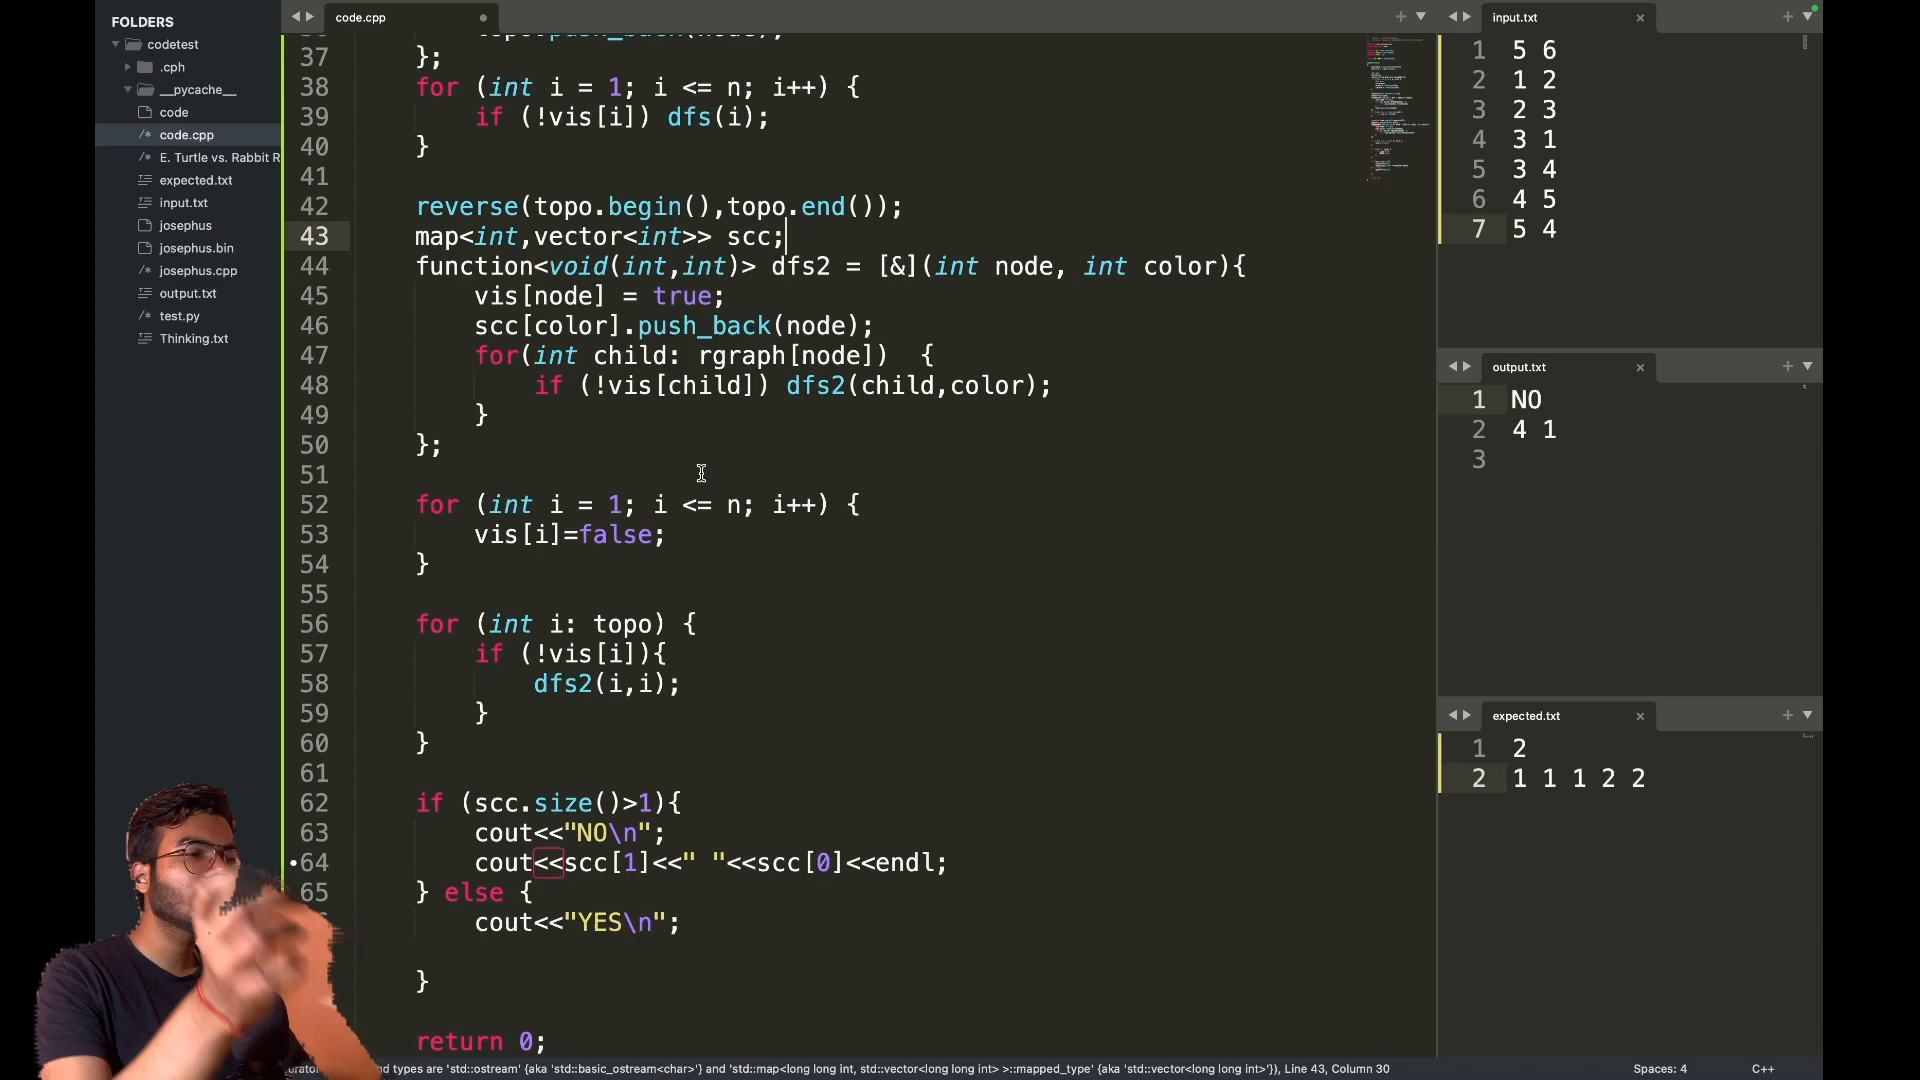 FOLDERS
codetest
.cph
__pycache__
code
code.cpp
E. Turtle vs. Rabbit R
expected.txt
input.txt
josephus
josephus.bin
josephus.cpp
output.txt
test.py
Thinking.txt
code.cpp
37 };
38 for (int i = 1; i <= n; i++) {
39 if (!vis[i]) dfs(i);
40 }
41
42 reverse(topo.begin(),topo.end());
43 map<int,vector<int>> scc;
44 function<void(int,int)> dfs2 = [&](int node, int color){
45 vis[node] = true;
46 scc[color].push_back(node);
47 for(int child: rgraph[node]) {
48 if (!vis[child]) dfs2(child,color);
49 }
50 };
51
52 for (int i = 1; i <= n; i++) {
53 vis[i]=false;
54 }
55
56 for (int i: topo) {
57 if (!vis[i]){
58 dfs2(i,i);
59 }
60 }
61
62 if (scc.size()>1){
63 cout<<"NO\n";
64 cout<<scc[1]<<" "<<scc[0]<<endl;
65 } else {
cout<<"YES\n";
}
return 0;
input.txt
1 5 6
2 1 2
3 2 3
4 3 1
5 3 4
6 4 5
7 5 4
output.txt
1 NO
2 4 1
3
expected.txt
1 2
2 1 1 1 2 2
nd types are 'std::ostream' {aka 'std::basic_ostream<char>'} and 'std::map<long long int, std::vector<long long int> >::mapped_type' {aka 'std::vector<long long int>'}), Line 43, Column 30
Spaces: 4
C++